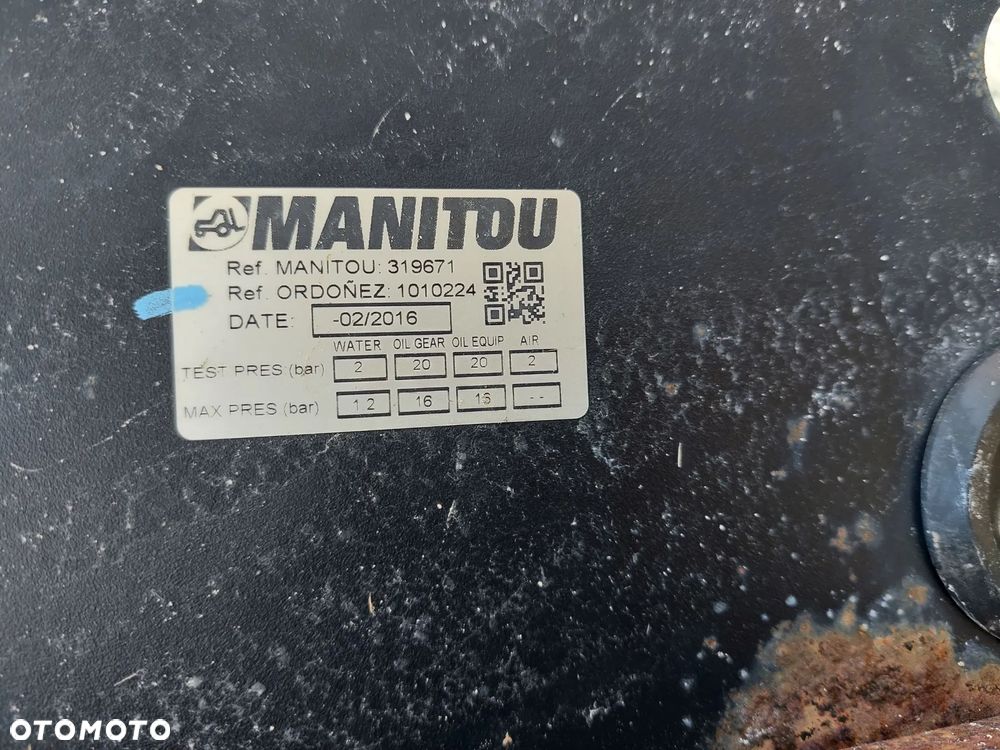 MANITOU
Ref. MANITOU: 319671
Ref. ORDOÑEZ: 1010224
DATE: -02/2016
WATER OIL GEAR OIL EQUIP AIR
TEST PRES (bar) 2 20 20 2
MAX PRES (bar) 1.2 16 16 - -
OTOMOTO